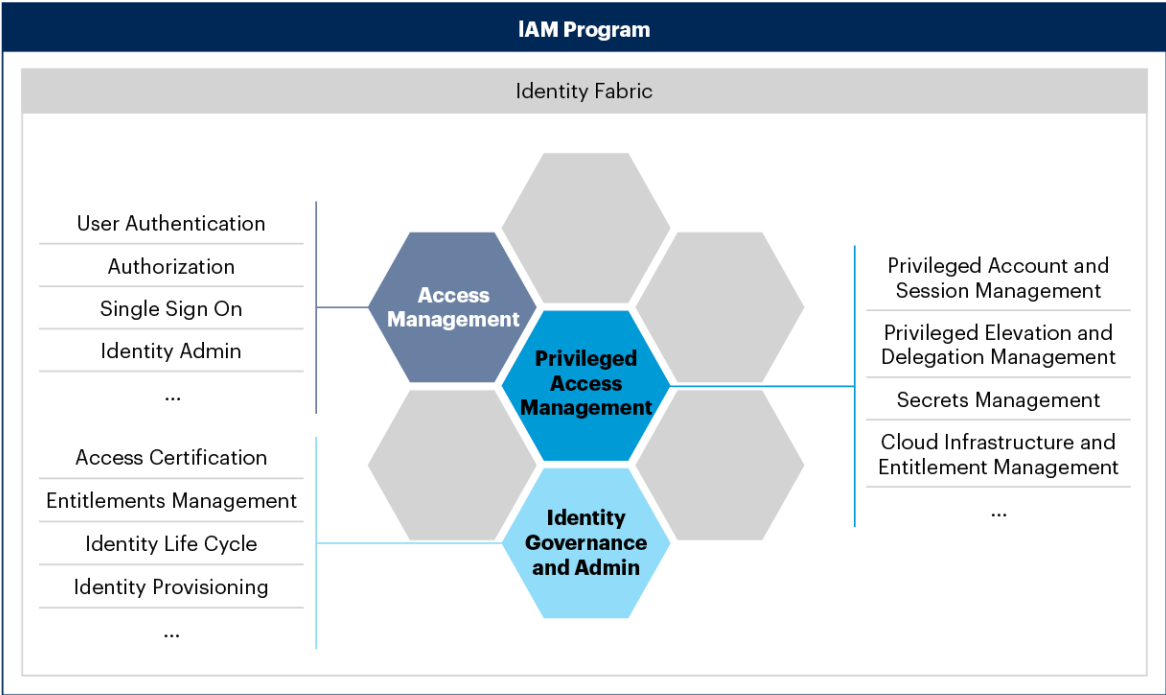 IAM Program
Identity Fabric
User Authentication
Authorization
Single Sign On
Identity Admin
...
Access Certification
Entitlements Management
Identity Life Cycle
Identity Provisioning
...
Access
Management
Privileged
Access
Management
Identity
Governance
and Admin
Privileged Account and
Session Management
Privileged Elevation and
Delegation Management
Secrets Management
Cloud Infrastructure and
Entitlement Management
...